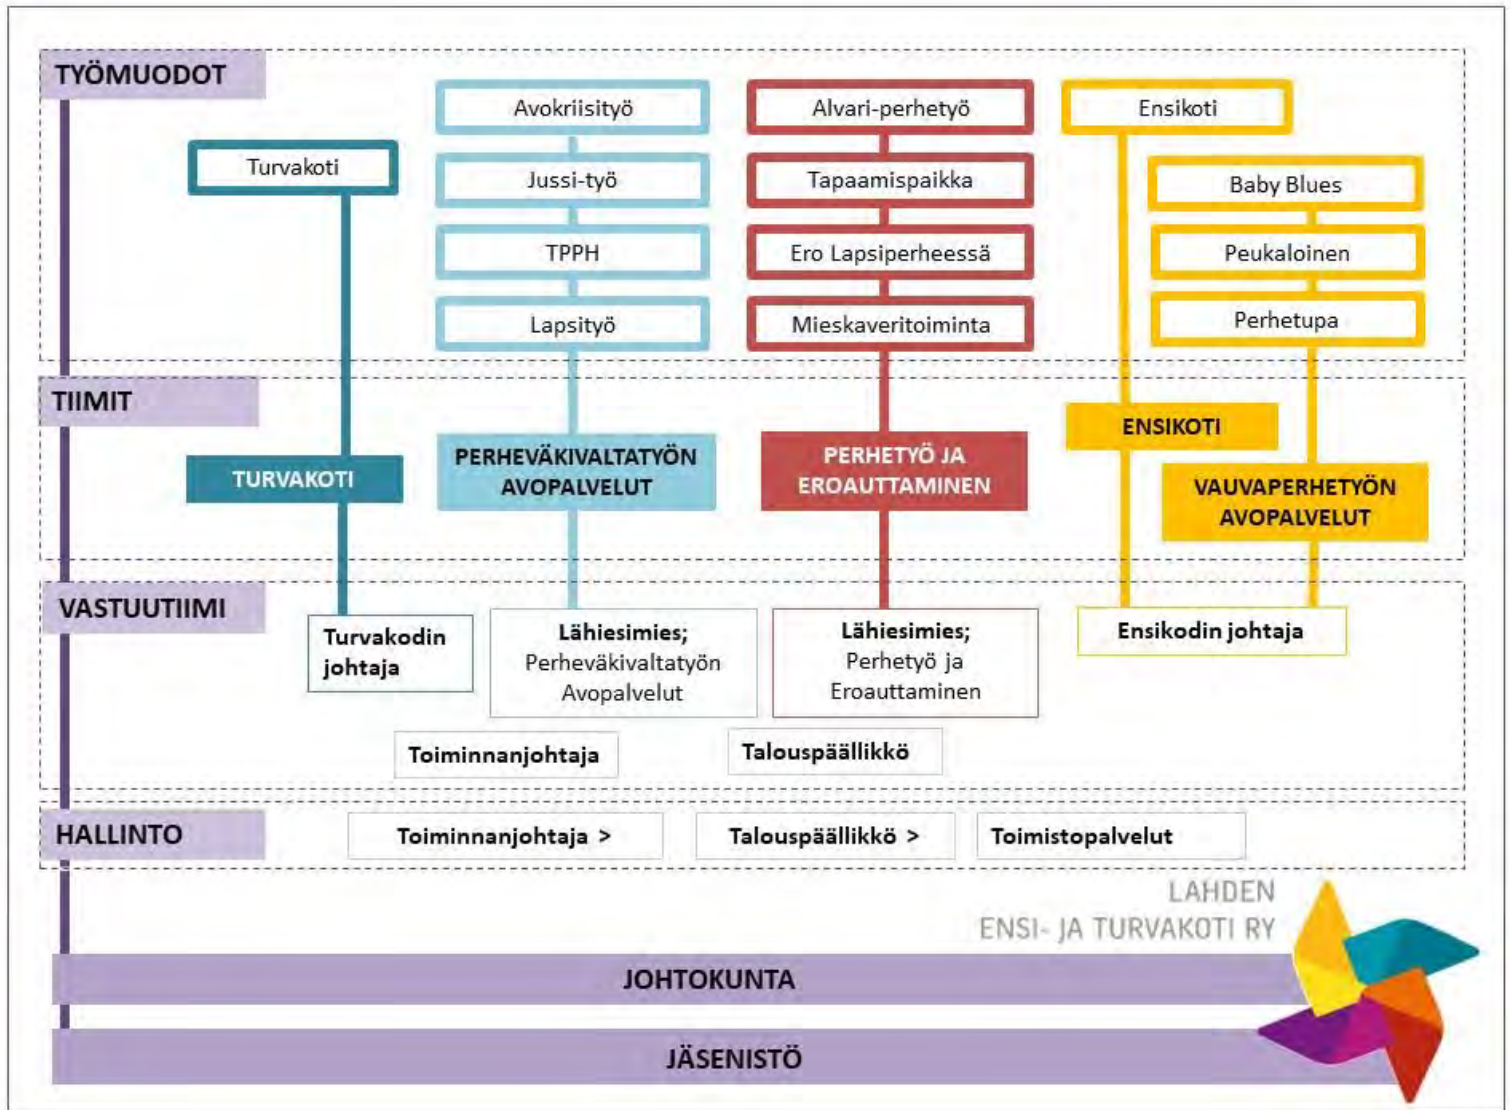 TYÖMUODOT
Turvakoti
Avokriisityö
Jussi-työ
TPPH
Lapsityö
Alvari-perhetyö
Tapaamispaikka
Ero Lapsiperheessä
Mieskaveritoiminta
Ensikoti
Baby Blues
Peukaloinen
Perhetupa
TIIMIT
TURVAKOTI
PERHEVÄKIVALTATYÖN
AVOPALVELUT
PERHETYÖ JA
EROAUTTAMINEN
ENSIKOTI
VAUVAPERHETYÖN
AVOPALVELUT
VASTUUTIIMI
Turvakodin
johtaja
Lähiesimies;
Perheväkivaltatyön
Avopalvelut
Lähiesimies;
Perhetyö ja
Eroauttaminen
Ensikodin johtaja
Toiminnanjohtaja
Talouspäällikkö
HALLINTO
Toiminnanjohtaja >
Talouspäällikkö >
Toimistopalvelut
LAHDEN
ENSI- JA TURVAKOTI RY
JOHTOKUNTA
JÄSENISTÖ